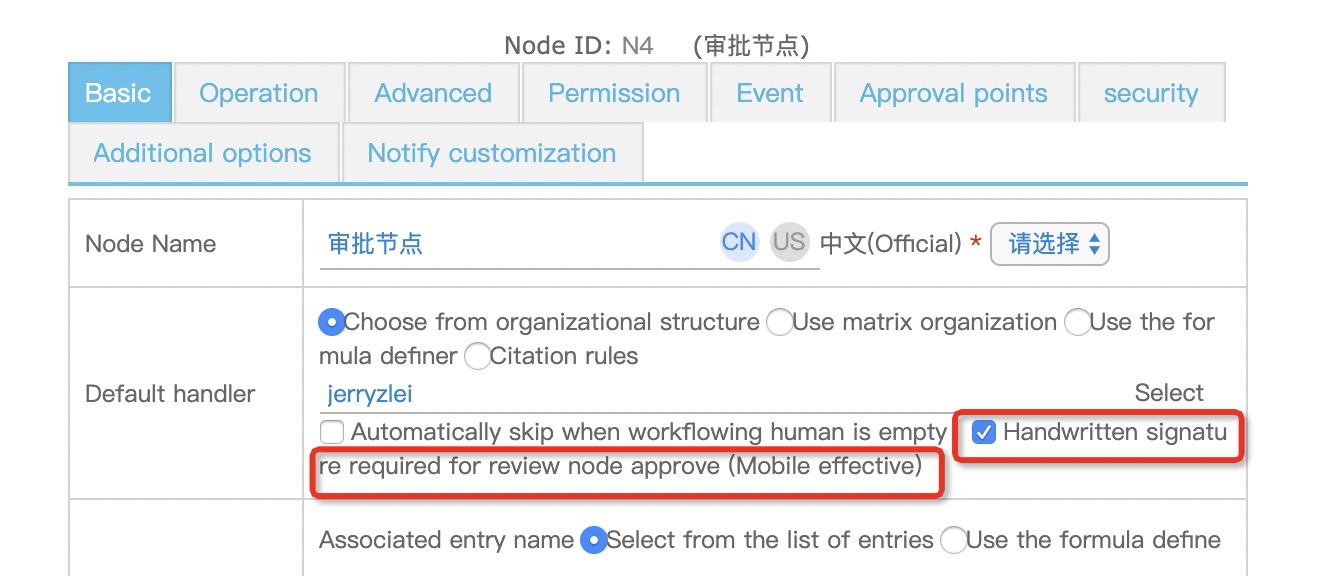 Node ID: N4 (审批节点)
Basic Operation Advanced Permission Event Approval points security
Additional options Notify customization
Node Name 审批节点 CN US 中文(Official) * 请选择
Choose from organizational structure Use matrix organization Use the for
mula definer Citation rules
Default handler jerryzlei Select
Automatically skip when workflowing human is empty Handwritten signatu
re required for review node approve (Mobile effective)
Associated entry name Select from the list of entries Use the formula define